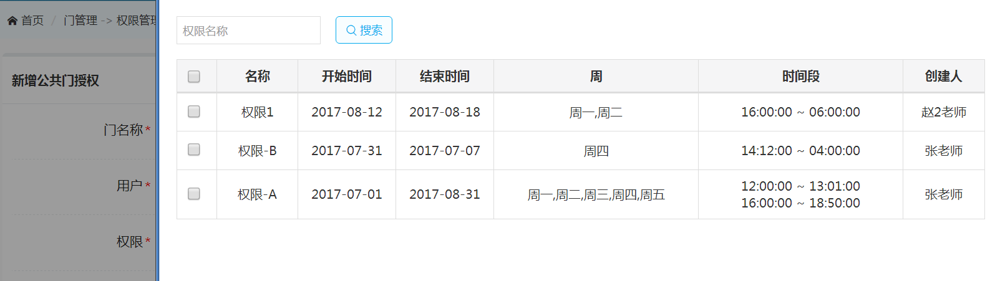 首页 / 门管理 -> 权限管理
新增公共门授权
门名称*
用户*
权限*
权限名称 搜索
名称 开始时间 结束时间 周 时间段 创建人
权限1 2017-08-12 2017-08-18 周一,周二 16:00:00 ~ 06:00:00 赵2老师
权限-B 2017-07-31 2017-07-07 周四 14:12:00 ~ 04:00:00 张老师
权限-A 2017-07-01 2017-08-31 周一,周二,周三,周四,周五 12:00:00 ~ 13:01:00 张老师
16:00:00 ~ 18:50:00